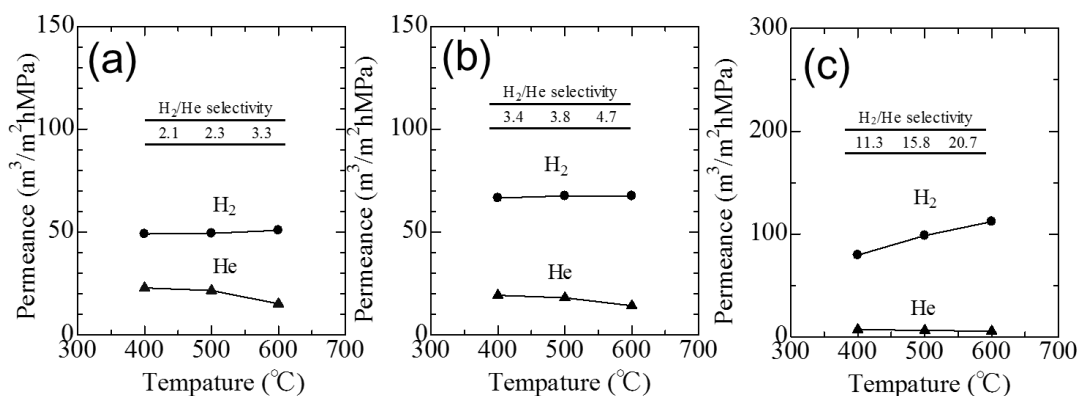 (a)
150
100
50
0
300 400 500 600 700
Permeance (m³/m²hMPa)
Tempature (℃)
H₂/He selectivity
2.1 2.3 3.3
H₂
He
(b)
150
100
50
0
300 400 500 600 700
Permeance (m³/m²hMPa)
Tempature (℃)
H₂/He selectivity
3.4 3.8 4.7
H₂
He
(c)
300
200
100
0
300 400 500 600 700
Permeance (m³/m²hMPa)
Tempature (℃)
H₂/He selectivity
11.3 15.8 20.7
H₂
He